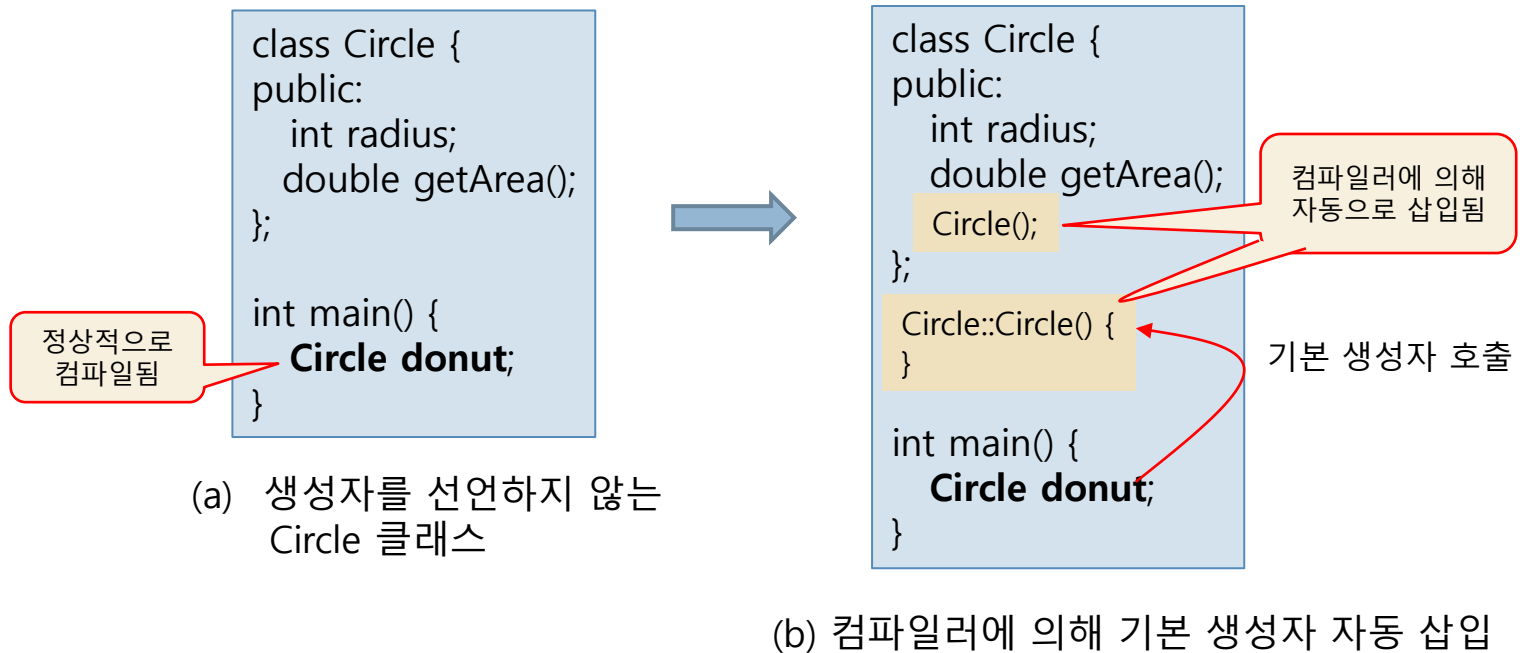 class Circle {
public:
int radius;
double getArea();
};
int main() {
Circle donut;
}
정상적으로
컴파일됨
(a) 생성자를 선언하지 않는
Circle 클래스
class Circle {
public:
int radius;
double getArea();
Circle();
};
Circle::Circle() {
}
int main() {
Circle donut;
}
컴파일러에 의해
자동으로 삽입됨
기본 생성자 호출
(b) 컴파일러에 의해 기본 생성자 자동 삽입